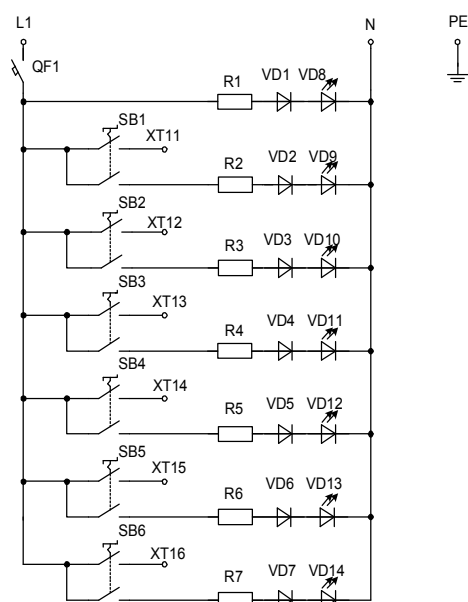 L1 N PE
QF1
R1 VD1 VD8
SB1
XT11
R2 VD2 VD9
SB2
XT12
R3 VD3 VD10
SB3
XT13
R4 VD4 VD11
SB4
XT14
R5 VD5 VD12
SB5
XT15
R6 VD6 VD13
SB6
XT16
R7 VD7 VD14